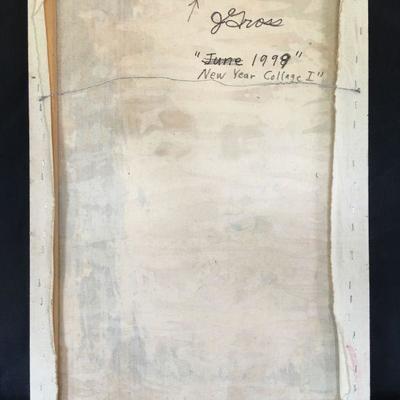 JGross
"June 1999"
New Year Collage I"